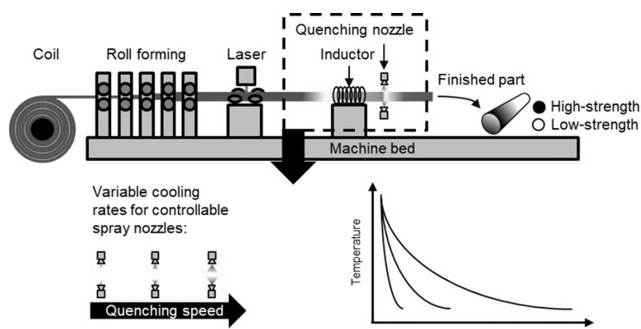 Quenching nozzle
Coil
Roll forming
Laser
Inductor
Finished part
High-strength
Low-strength
Machine bed
Variable cooling
rates for controllable
spray nozzles:
Quenching speed
Temperature
Time